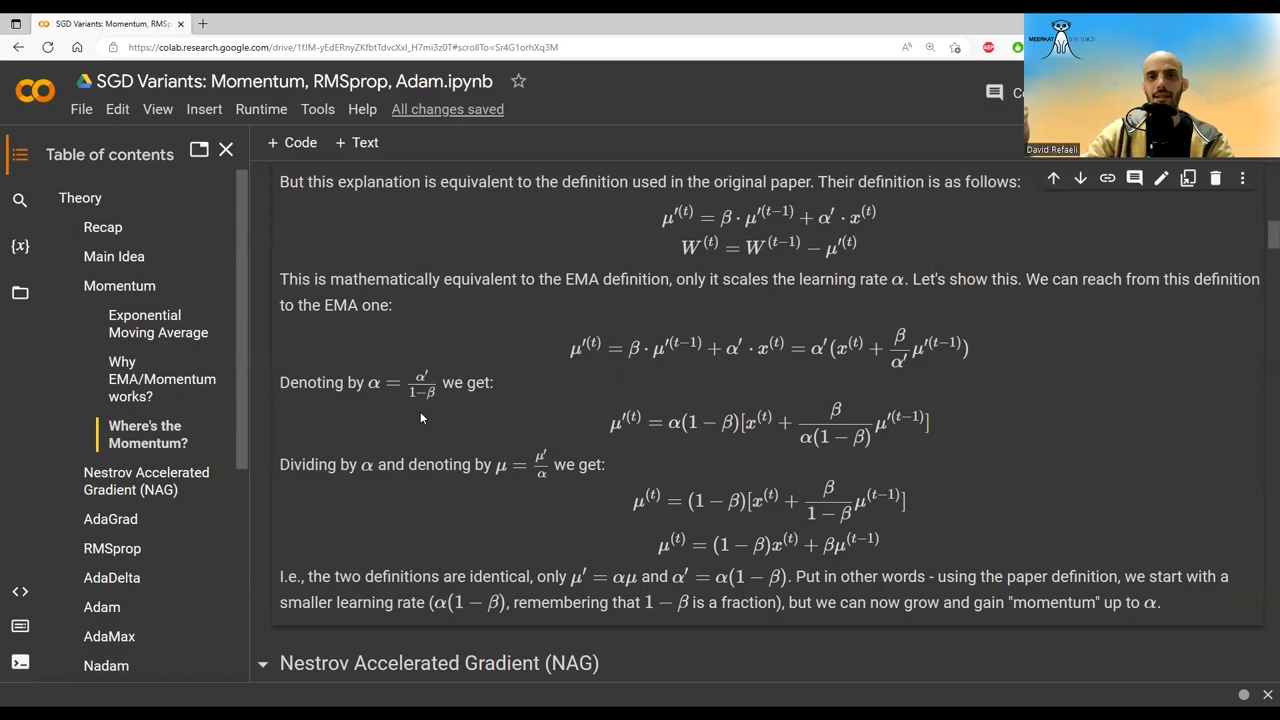 SGD Variants: Momentum, RMSp
https://colab.research.google.com/drive/1fJM-yEdERnyZKfbtTdvcXxI_H7mi3z0T#scrollTo=Sr4G1orhXq3M
MEERKAT
SGD Variants: Momentum, RMSprop, Adam.ipynb
File Edit View Insert Runtime Tools Help All changes saved
David Refaeli
Table of contents
+ Code + Text
Theory
Recap
Main Idea
Momentum
Exponential
Moving Average
Why
EMA/Momentum
works?
Where's the
Momentum?
Nestrov Accelerated
Gradient (NAG)
AdaGrad
RMSprop
AdaDelta
Adam
AdaMax
Nadam
But this explanation is equivalent to the definition used in the original paper. Their definition is as follows:
μ′(t) = β · μ′(t−1) + α′ · x(t)
W(t) = W(t−1) − μ′(t)
This is mathematically equivalent to the EMA definition, only it scales the learning rate α. Let's show this. We can reach from this definition
to the EMA one:
μ′(t) = β · μ′(t−1) + α′ · x(t) = α′(x(t) + β/α′ μ′(t−1))
Denoting by α = α′/1−β we get:
μ′(t) = α(1 − β)[x(t) + β/α(1 − β) μ′(t−1)]
Dividing by α and denoting by μ = μ′/α we get:
μ(t) = (1 − β)[x(t) + β/1 − β μ(t−1)]
μ(t) = (1 − β)x(t) + βμ(t−1)
I.e., the two definitions are identical, only μ′ = αμ and α′ = α(1 − β). Put in other words - using the paper definition, we start with a
smaller learning rate (α(1 − β), remembering that 1 − β is a fraction), but we can now grow and gain "momentum" up to α.
Nestrov Accelerated Gradient (NAG)